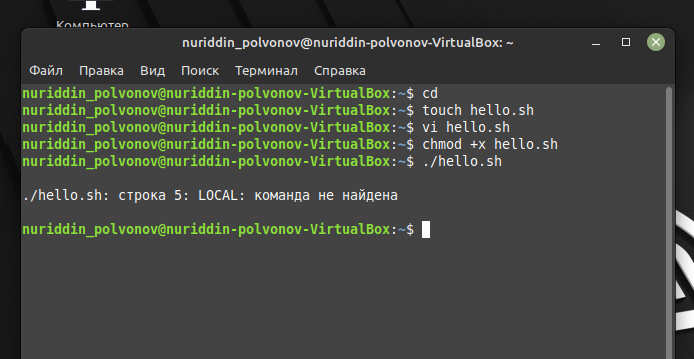 Компьютер
nuriddin_polvonov@nuriddin-polvonov-VirtualBox: ~
Файл Правка Вид Поиск Терминал Справка
nuriddin_polvonov@nuriddin-polvonov-VirtualBox:~$ cd
nuriddin_polvonov@nuriddin-polvonov-VirtualBox:~$ touch hello.sh
nuriddin_polvonov@nuriddin-polvonov-VirtualBox:~$ vi hello.sh
nuriddin_polvonov@nuriddin-polvonov-VirtualBox:~$ chmod +x hello.sh
nuriddin_polvonov@nuriddin-polvonov-VirtualBox:~$ ./hello.sh
./hello.sh: строка 5: LOCAL: команда не найдена
nuriddin_polvonov@nuriddin-polvonov-VirtualBox:~$